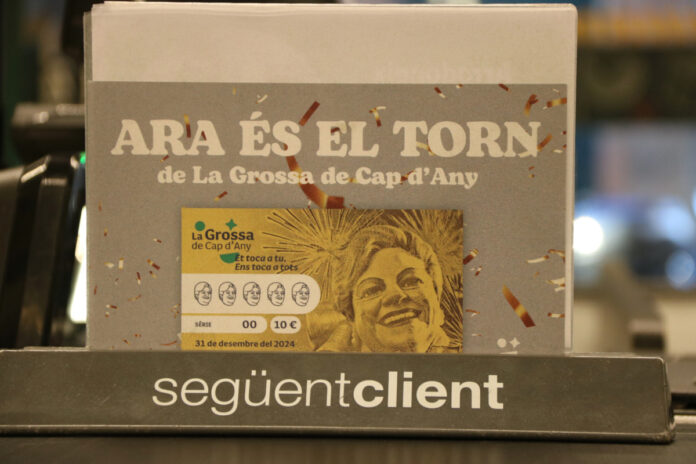 ARA ÉS EL TORN
de La Grossa de Cap d'Any
La Grossa
de Cap d'Any
Et toca a tu.
Ens toca a tots
SÈRIE 00 10 €
31 de desembre del 2024
següentclient